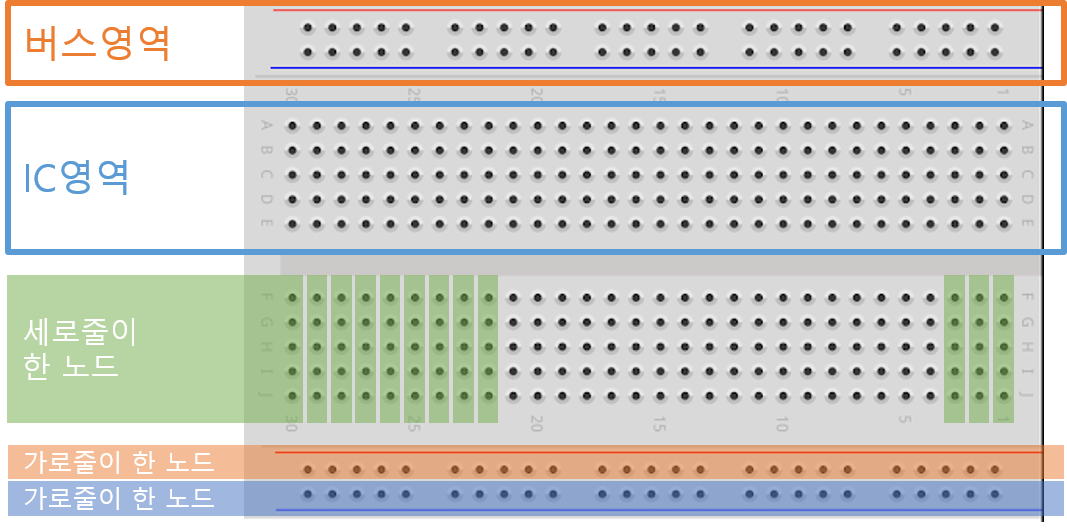 버스영역
30 25 20 15 10 5 1
A A
B B
C C
D D
E E
IC영역
F F
G G
H H
I I
J J
세로줄이
한 노드
30 25 20 15 10 5 1
가로줄이 한 노드
가로줄이 한 노드